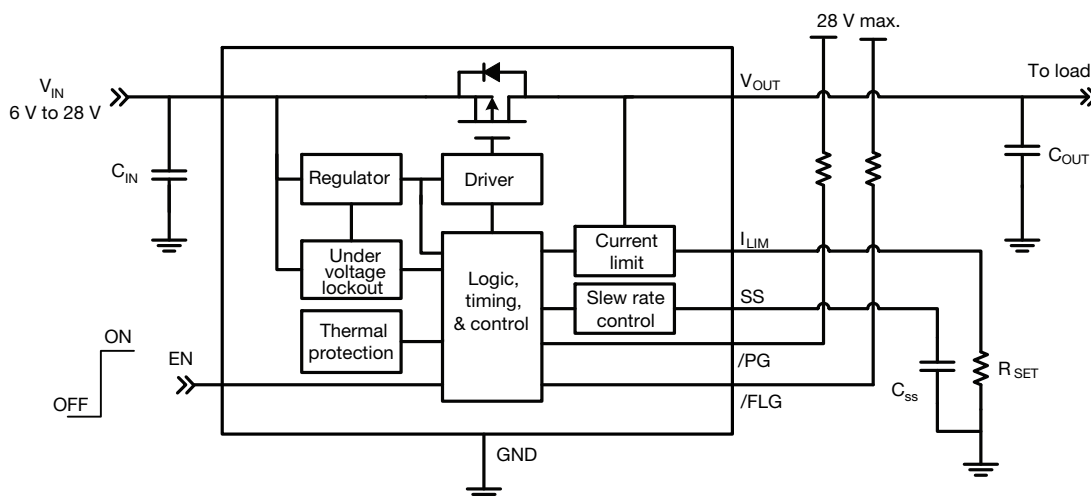 28 V max.
V_IN
6 V to 28 V
V_OUT
To load
C_IN
Regulator
Driver
C_OUT
Under
voltage
lockout
Logic,
timing,
& control
Current
limit
I_LIM
Slew rate
control
SS
Thermal
protection
ON
OFF
EN
/PG
/FLG
C_ss
R_SET
GND